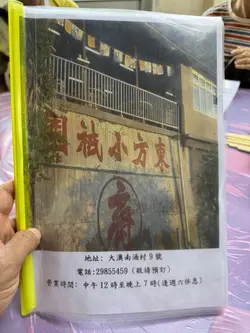 東方小祇園
齋
地址: 大澳南涌村 9 號
電話:29855459 (敬請預訂)
營業時間: 中午 12 時至晚上 7 時(逢週六休息)